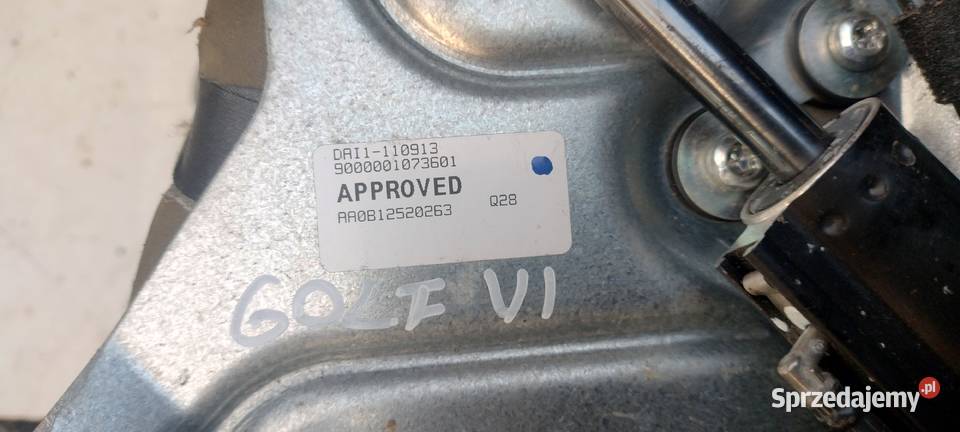 DAI1-110913
9000001073601
APPROVED
AA0B12520263 Q28
GOLF VI
Sprzedajemy.pl